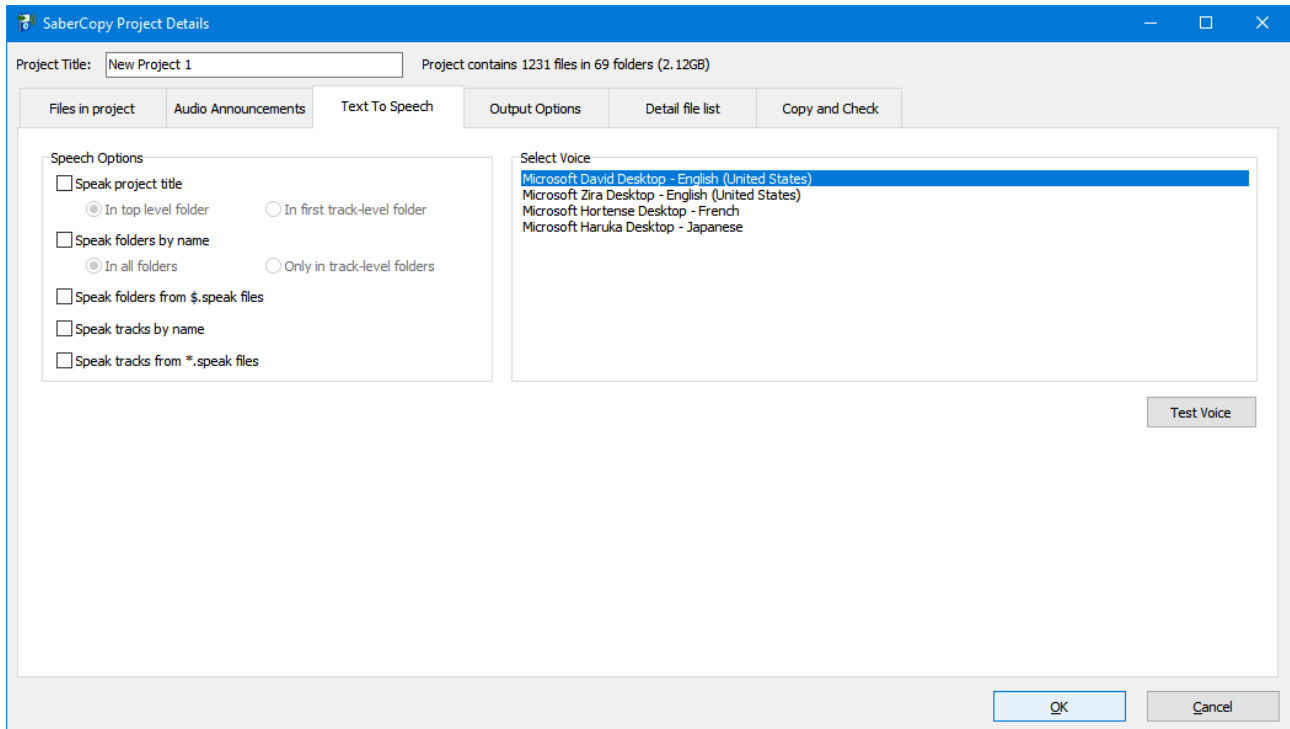 SaberCopy Project Details
Project Title: New Project 1 Project contains 1231 files in 69 folders (2.12GB)
Files in project Audio Announcements Text To Speech Output Options Detail file list Copy and Check
Speech Options
Speak project title
In top level folder In first track-level folder
Speak folders by name
In all folders Only in track-level folders
Speak folders from $.speak files
Speak tracks by name
Speak tracks from *.speak files
Select Voice
Microsoft David Desktop - English (United States)
Microsoft Zira Desktop - English (United States)
Microsoft Hortense Desktop - French
Microsoft Haruka Desktop - Japanese
Test Voice
OK Cancel